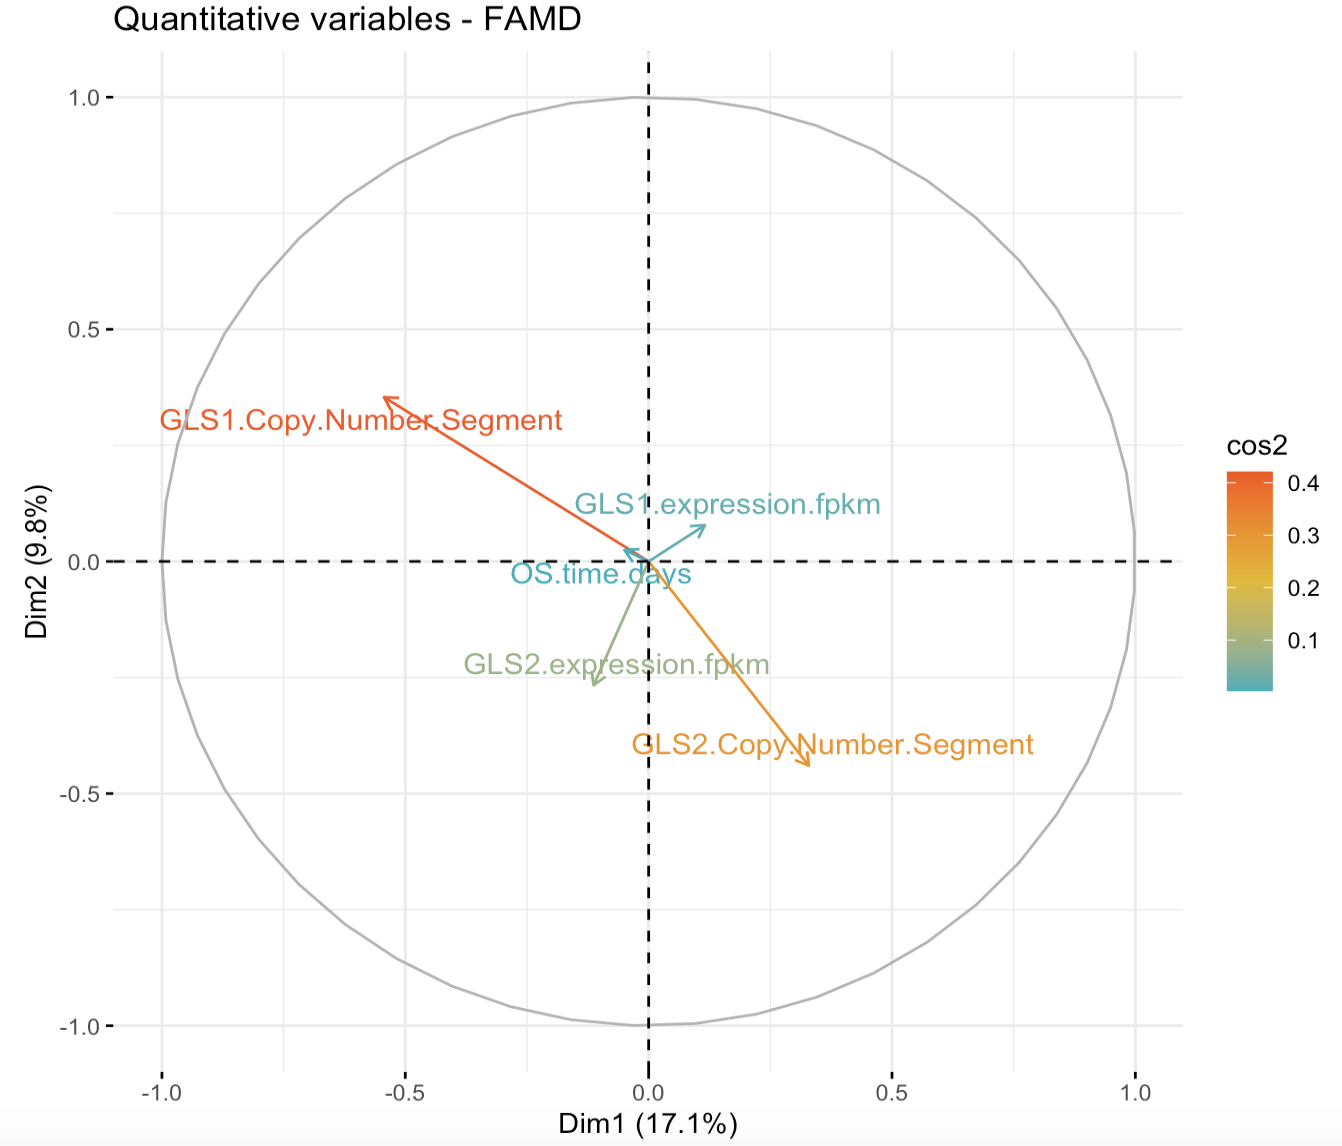 Quantitative variables - FAMD
1.0
0.5
0.0
-0.5
-1.0
Dim2 (9.8%)
GLS1.Copy.Number.Segment
GLS1.expression.fpkm
OS.time.days
GLS2.expression.fpkm
GLS2.Copy.Number.Segment
-1.0
-0.5
0.0
0.5
1.0
Dim1 (17.1%)
cos2
0.4
0.3
0.2
0.1